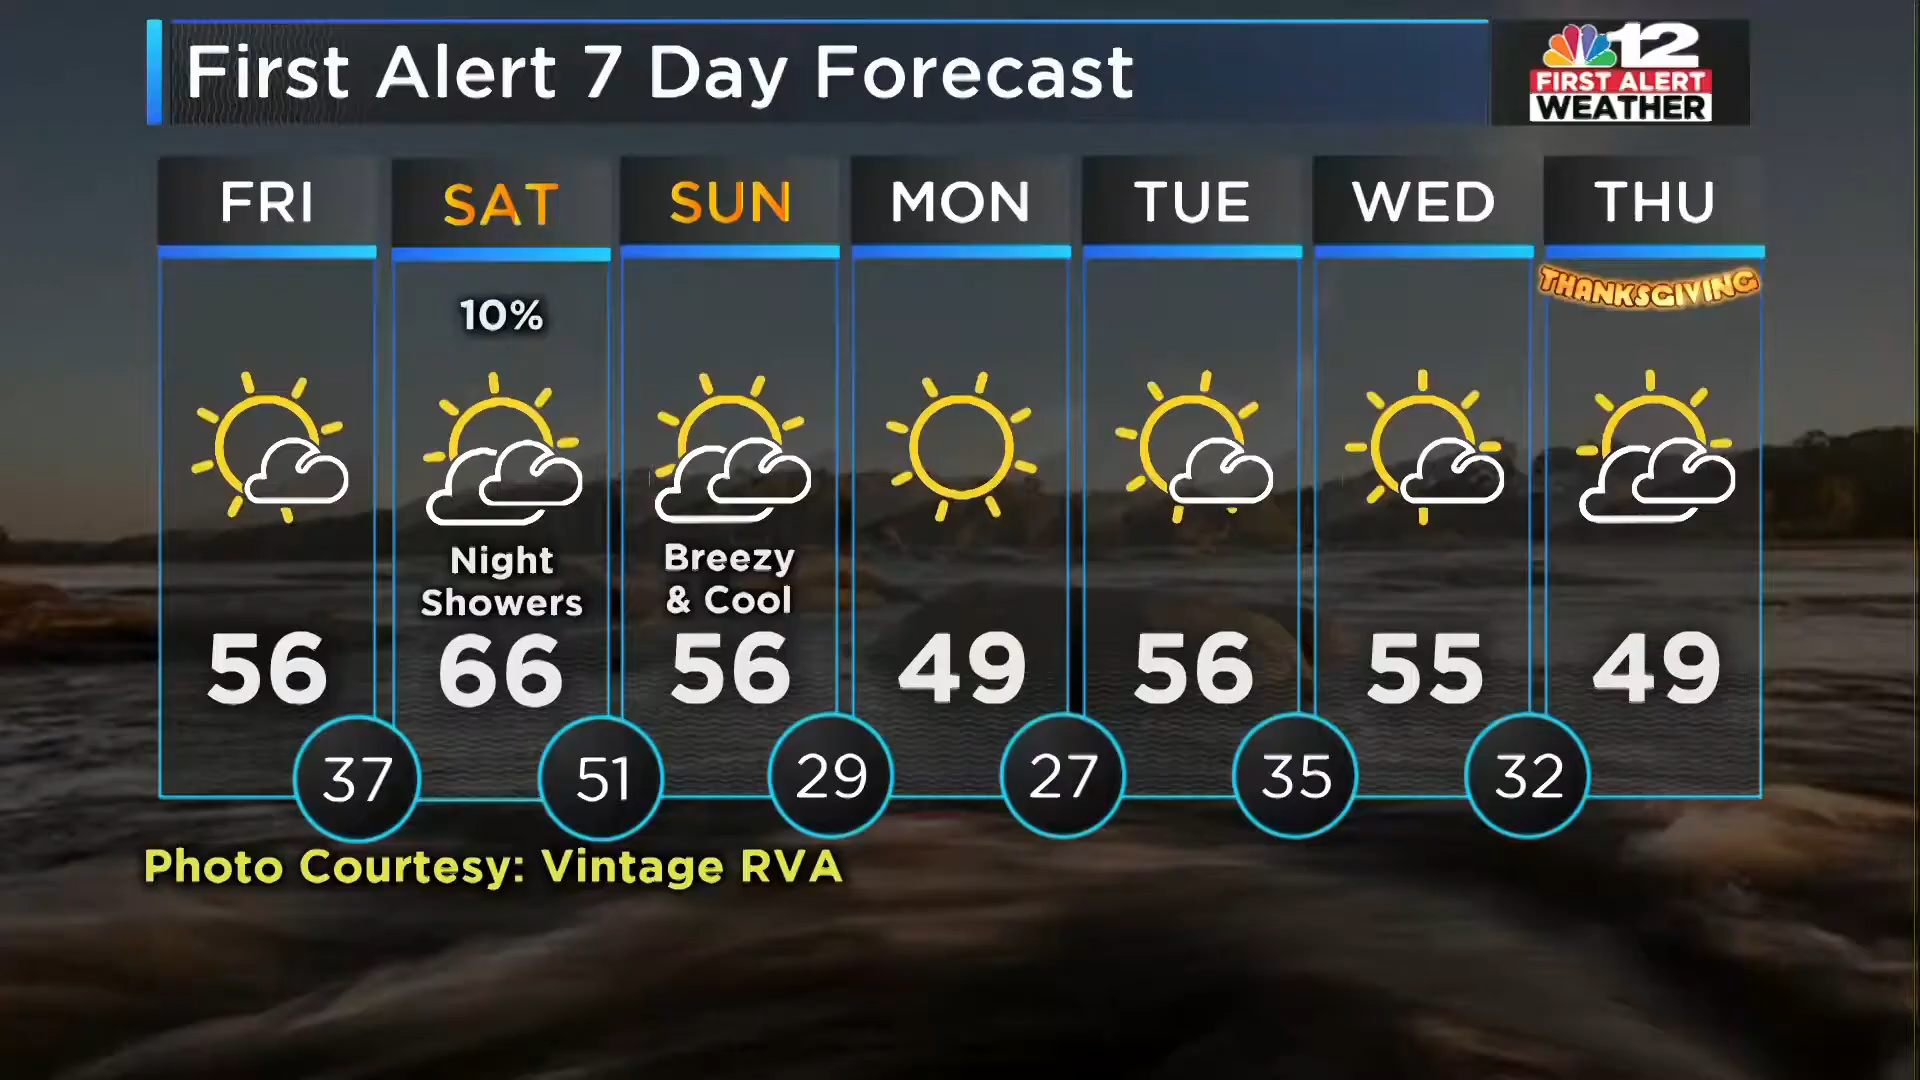 First Alert 7 Day Forecast
12
FIRST ALERT
WEATHER
FRI
SAT
SUN
MON
TUE
WED
THU
THANKSGIVING
10%
Night
Showers
Breezy
& Cool
56
66
56
49
56
55
49
37
51
29
27
35
32
Photo Courtesy: Vintage RVA